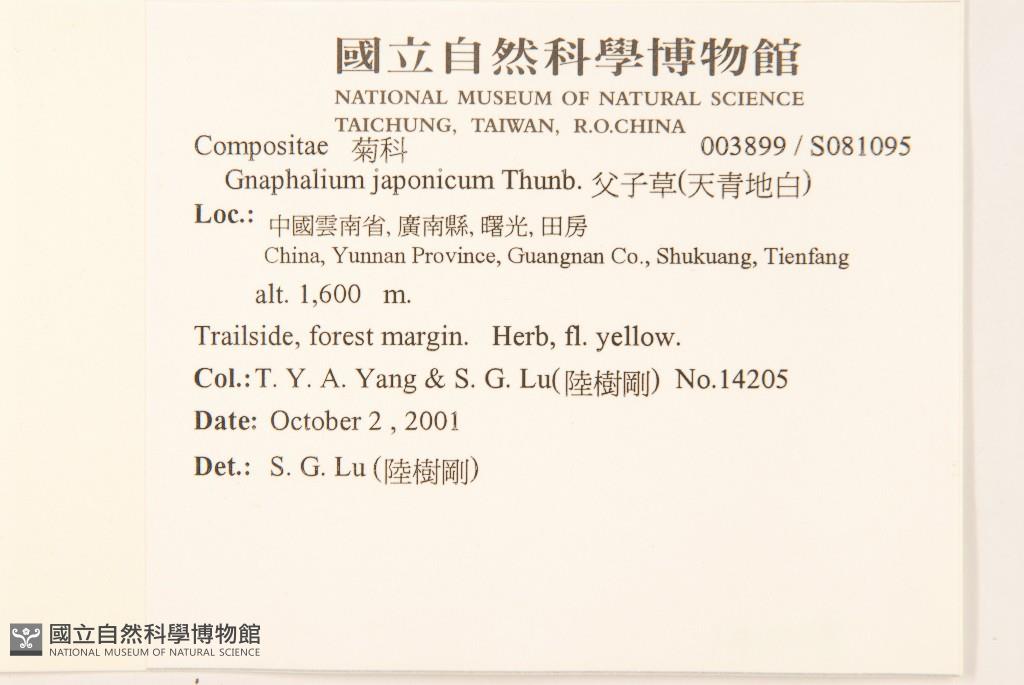 國立自然科學博物館
NATIONAL MUSEUM OF NATURAL SCIENCE
TAICHUNG, TAIWAN, R.O.CHINA
Compositae 菊科 003899 / S081095
Gnaphalium japonicum Thunb. 父子草(天青地白)
Loc.: 中國雲南省, 廣南縣, 曙光, 田房
China, Yunnan Province, Guangnan Co., Shukuang, Tienfang
alt. 1,600 m.
Trailside, forest margin. Herb, fl. yellow.
Col.: T. Y. A. Yang & S. G. Lu(陸樹剛) No.14205
Date: October 2 , 2001
Det.: S. G. Lu (陸樹剛)
國立自然科學博物館
NATIONAL MUSEUM OF NATURAL SCIENCE